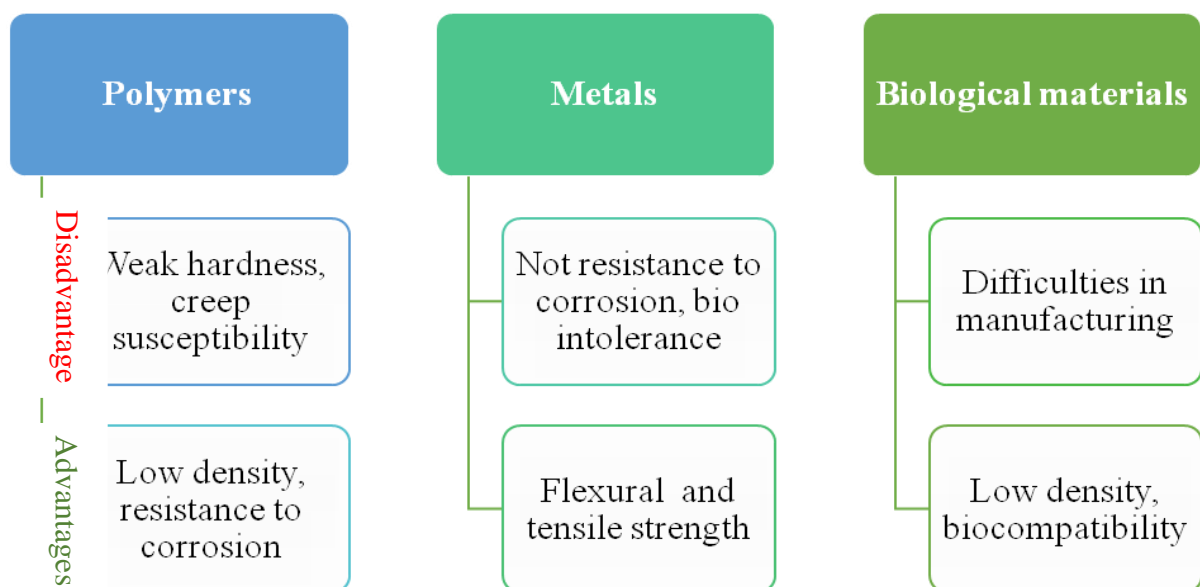 Polymers
Metals
Biological materials
Disadvantage
Weak hardness,
creep
susceptibility
Not resistance to
corrosion, bio
intolerance
Difficulties in
manufacturing
Advantages
Low density,
resistance to
corrosion
Flexural and
tensile strength
Low density,
biocompatibility